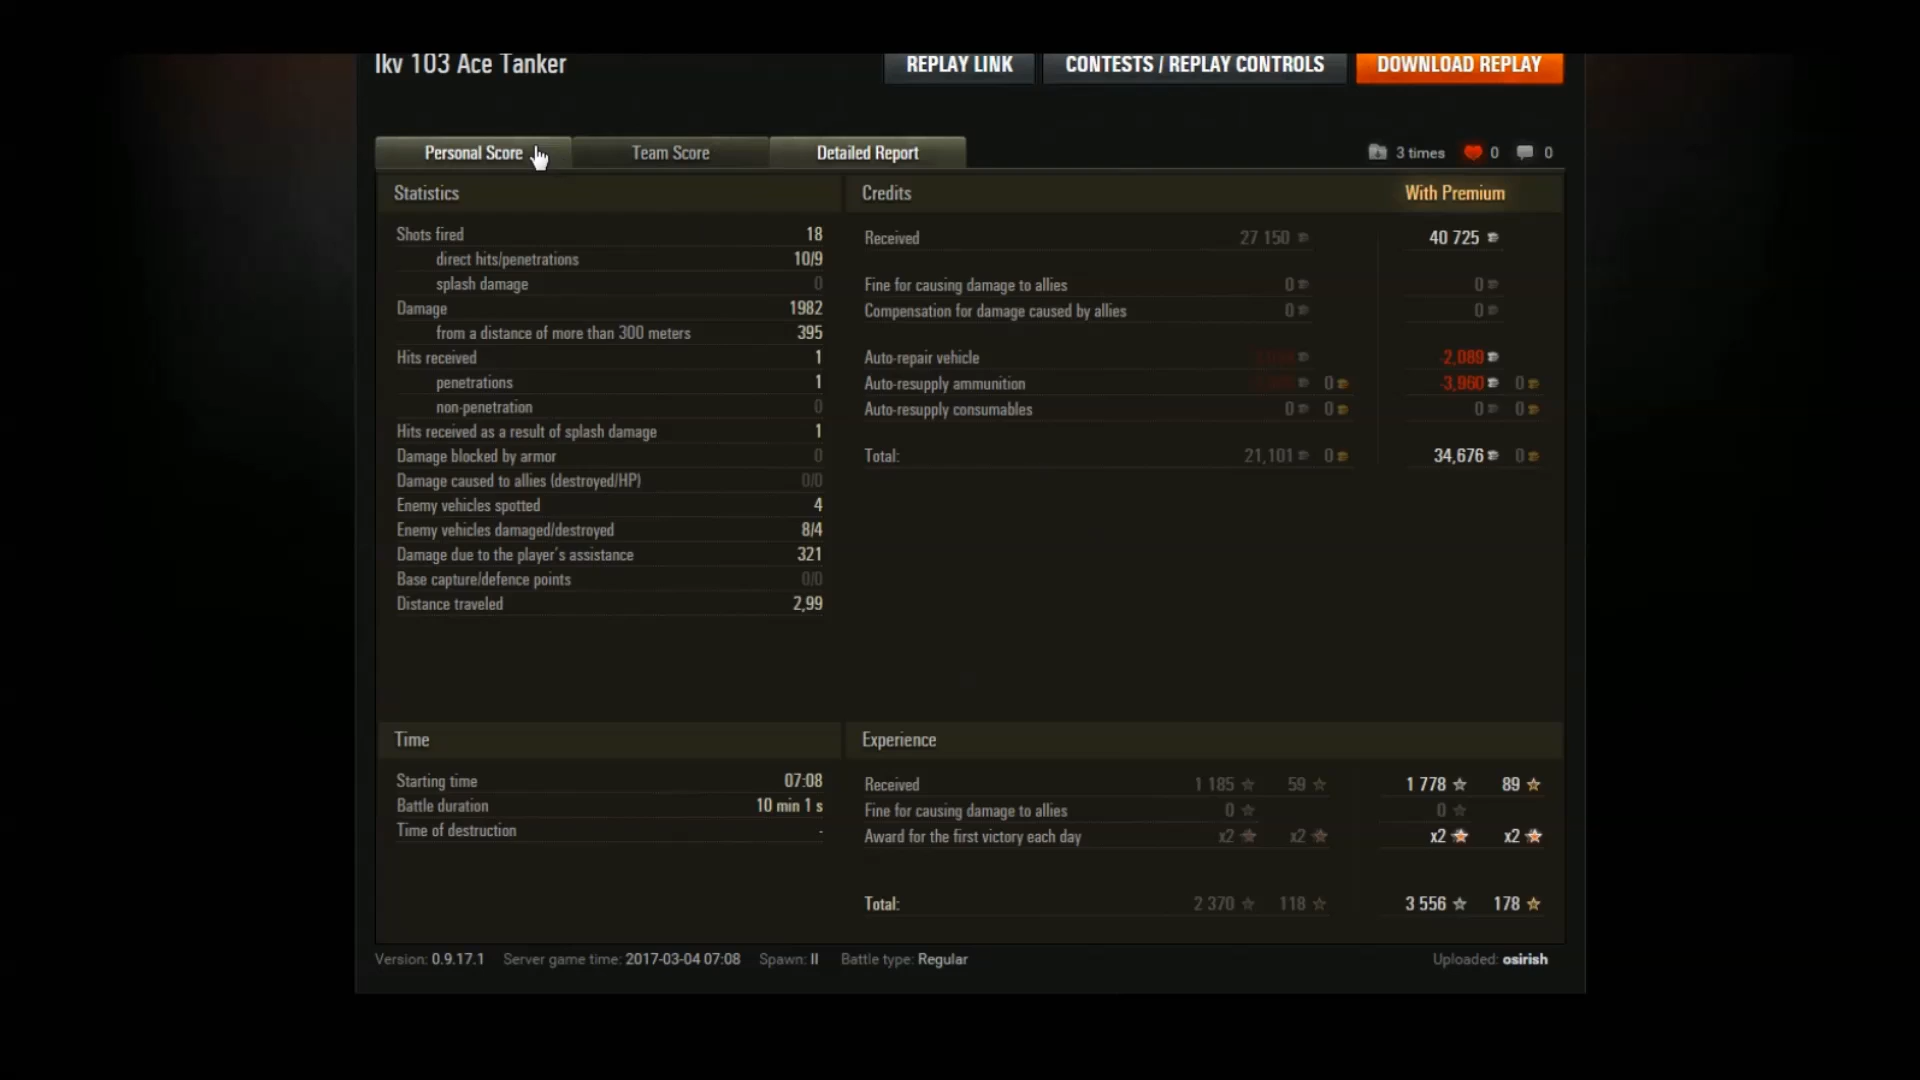 Ikv 103 Ace Tanker
REPLAY LINK
CONTESTS / REPLAY CONTROLS
DOWNLOAD REPLAY
Personal Score
Team Score
Detailed Report
3 times 0 0
Statistics
Shots fired 18
direct hits/penetrations 10/9
splash damage 0
Damage 1982
from a distance of more than 300 meters 395
Hits received 1
penetrations 1
non-penetration 0
Hits received as a result of splash damage 1
Damage blocked by armor 0
Damage caused to allies (destroyed/HP) 0/0
Enemy vehicles spotted 4
Enemy vehicles damaged/destroyed 8/4
Damage due to the player's assistance 321
Base capture/defence points 0/0
Distance traveled 2,99
Credits With Premium
Received 27 150 40 725
Fine for causing damage to allies 0 0
Compensation for damage caused by allies 0 0
Auto-repair vehicle -2,089
Auto-resupply ammunition 0 -3,960 0
Auto-resupply consumables 0 0 0 0
Total: 21,101 0 34,676 0
Time
Starting time 07:08
Battle duration 10 min 1 s
Time of destruction -
Experience
Received 1 185 59 1 778 89
Fine for causing damage to allies 0 0
Award for the first victory each day x2 x2 x2 x2
Total: 2 370 118 3 556 178
Version: 0.9.17.1 Server game time: 2017-03-04 07:08 Spawn: II Battle type: Regular
Uploaded: osirish